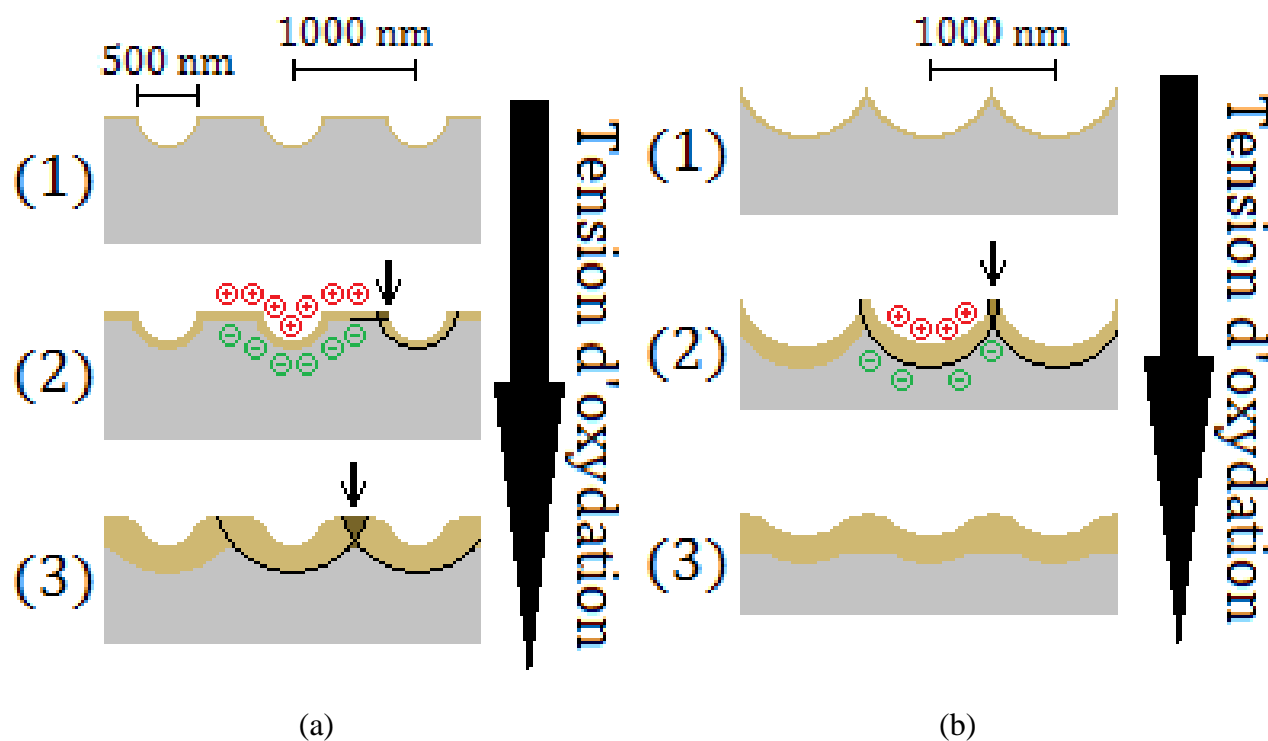 500 nm
1000 nm
(1)
(2)
(3)
Tension d'oxydation
(a)
1000 nm
(1)
(2)
(3)
Tension d'oxydation
(b)